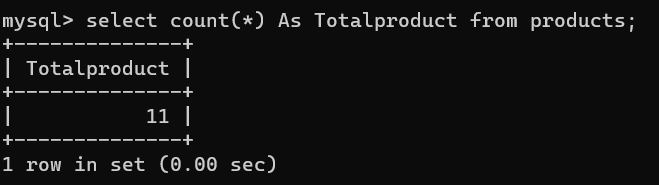 mysql> select count(*) As Totalproduct from products;
+--------------+
| Totalproduct |
+--------------+
|           11 |
+--------------+
1 row in set (0.00 sec)